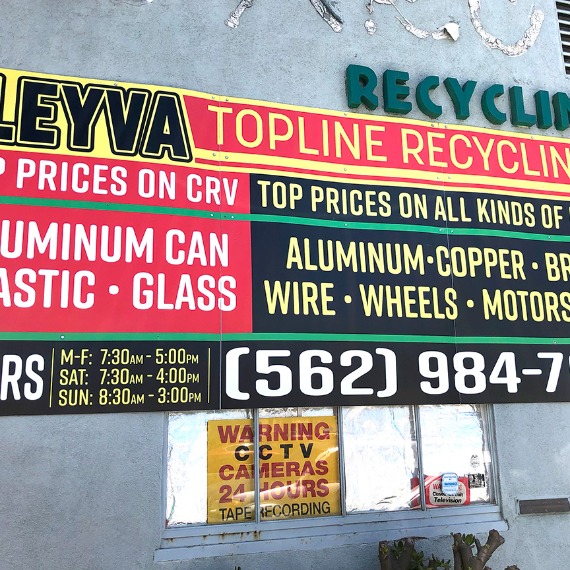 RECYCLIN
LEYVA TOPLINE RECYCLIN
P PRICES ON CRV
UMINUM CAN
ASTIC • GLASS
TOP PRICES ON ALL KINDS OF
ALUMINUM•COPPER • BR
WIRE • WHEELS • MOTORS
RS
M-F: 7:30AM - 5:00PM
SAT: 7:30AM - 4:00PM
SUN: 8:30AM - 3:00PM
(562) 984-7
WARNING
CCTV
CAMERAS
24 HOURS
TAPE RECORDING
Television